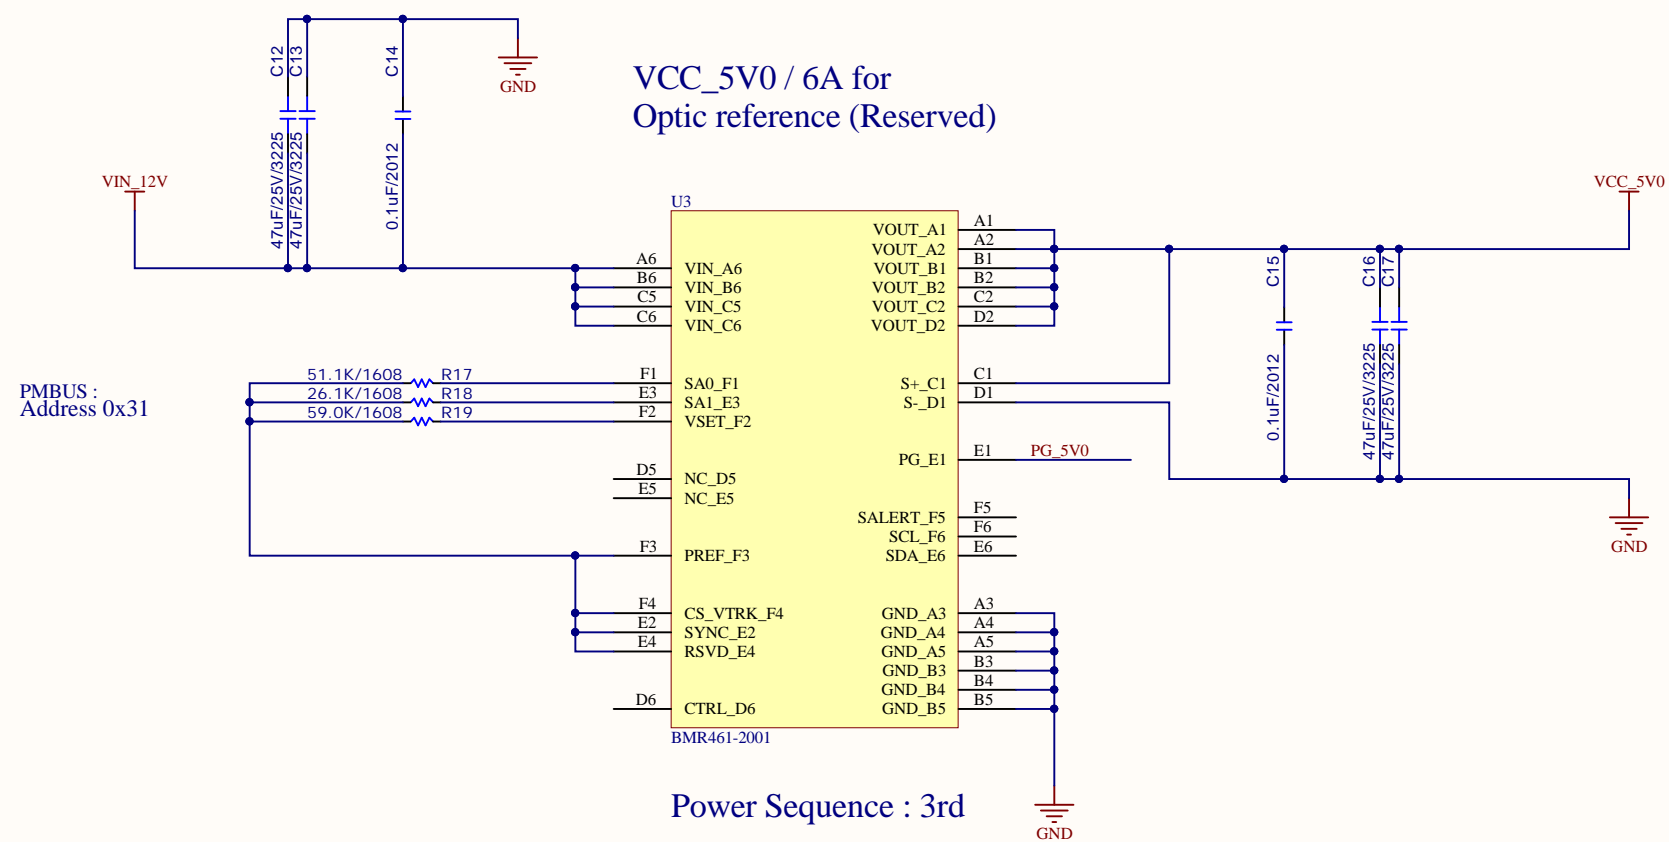 C12
C13
C14
GND
VCC_5V0 / 6A for
Optic reference (Reserved)
47uF/25V/3225
47uF/25V/3225
0.1uF/2012
VIN_12V
VCC_5V0
U3
A6 VIN_A6
B6 VIN_B6
C5 VIN_C5
C6 VIN_C6
VOUT_A1 A1
VOUT_A2 A2
VOUT_B1 B1
VOUT_B2 B2
VOUT_C2 C2
VOUT_D2 D2
C15
C16
C17
0.1uF/2012
47uF/25V/3225
47uF/25V/3225
PMBUS :
Address 0x31
51.1K/1608 R17 F1 SA0_F1
26.1K/1608 R18 E3 SA1_E3
59.0K/1608 R19 F2 VSET_F2
S+_C1 C1
S-_D1 D1
PG_E1 E1 PG_5V0
D5 NC_D5
E5 NC_E5
SALERT_F5 F5
SCL_F6 F6
SDA_E6 E6
GND
F3 PREF_F3
F4 CS_VTRK_F4
E2 SYNC_E2
E4 RSVD_E4
GND_A3 A3
GND_A4 A4
GND_A5 A5
GND_B3 B3
GND_B4 B4
GND_B5 B5
D6 CTRL_D6
BMR461-2001
Power Sequence : 3rd
GND